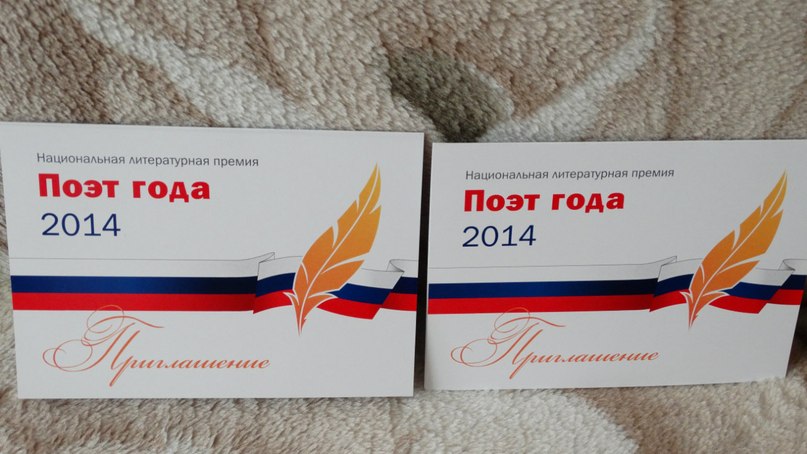 Национальная литературная премия
Поэт года
2014
Приглашение
Национальная литературная премия
Поэт года
2014
Приглашение